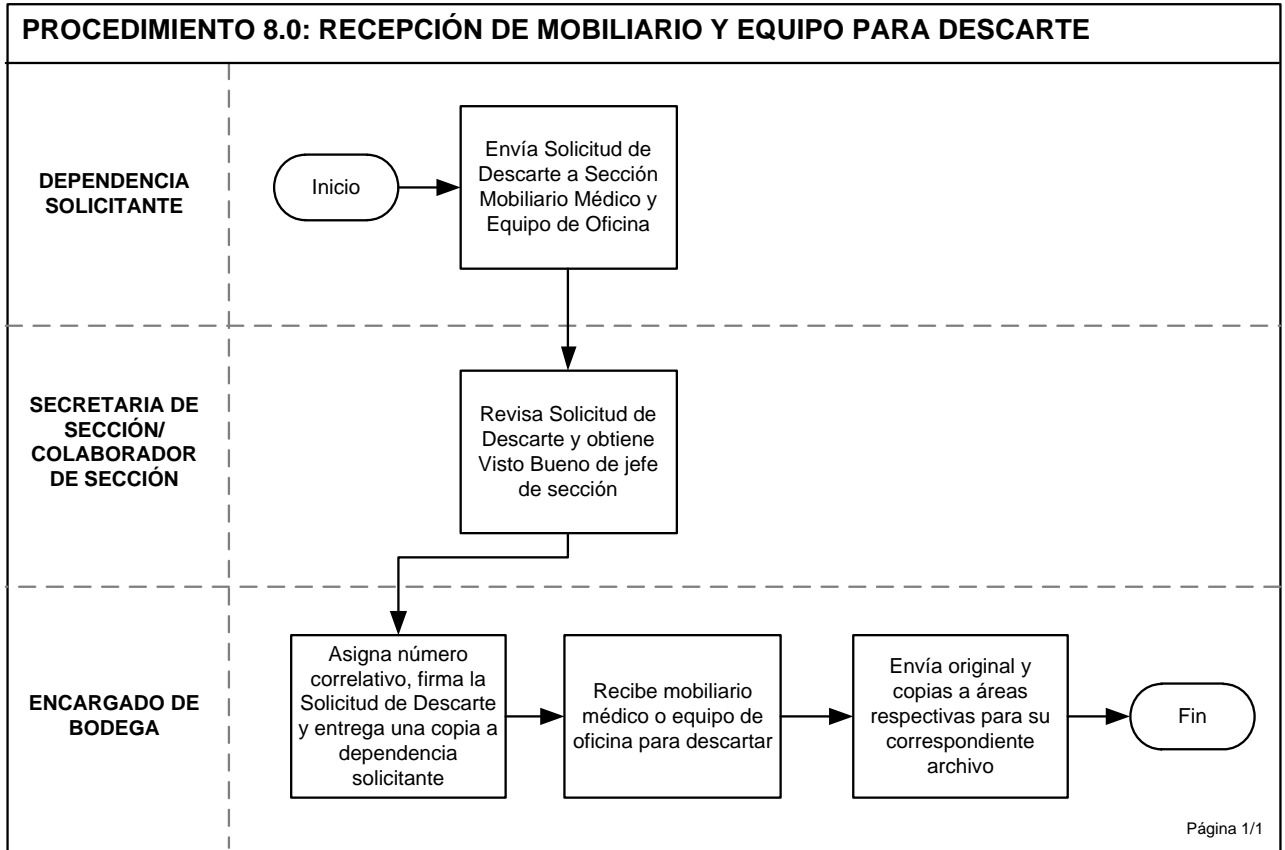 PROCEDIMIENTO 8.0: RECEPCIÓN DE MOBILIARIO Y EQUIPO PARA DESCARTE
DEPENDENCIA
SOLICITANTE
Inicio
Envía Solicitud de
Descarte a Sección
Mobiliario Médico y
Equipo de Oficina
SECRETARIA DE
SECCIÓN/
COLABORADOR
DE SECCIÓN
Revisa Solicitud de
Descarte y obtiene
Visto Bueno de jefe
de sección
ENCARGADO DE
BODEGA
Asigna número
correlativo, firma la
Solicitud de Descarte
y entrega una copia a
dependencia
solicitante
Recibe mobiliario
médico o equipo de
oficina para descartar
Envía original y
copias a áreas
respectivas para su
correspondiente
archivo
Fin
Página 1/1